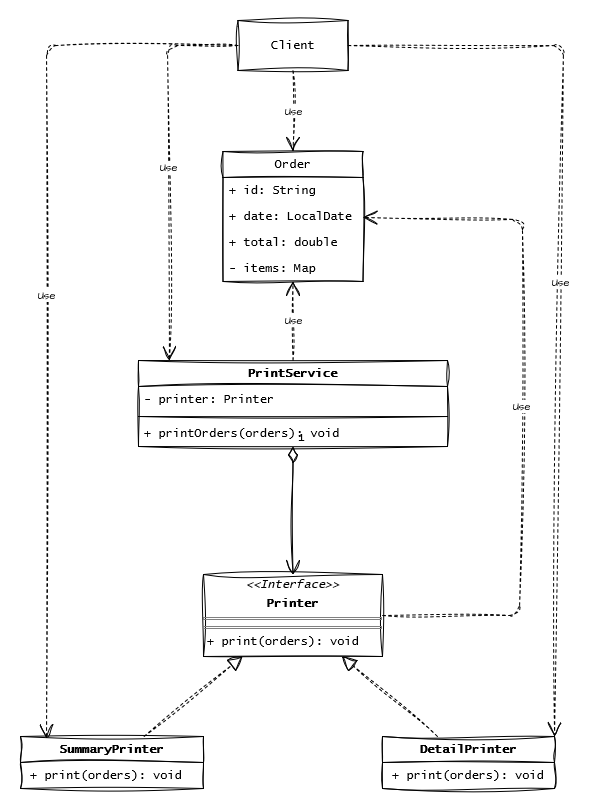 Client
Use
Order
Use
+ id: String
+ date: LocalDate
+ total: double
- items: Map
Use
Use
Use
PrintService
- printer: Printer
Use
+ printOrders(orders): void
1
<<Interface>>
Printer
+ print(orders): void
SummaryPrinter
+ print(orders): void
DetailPrinter
+ print(orders): void